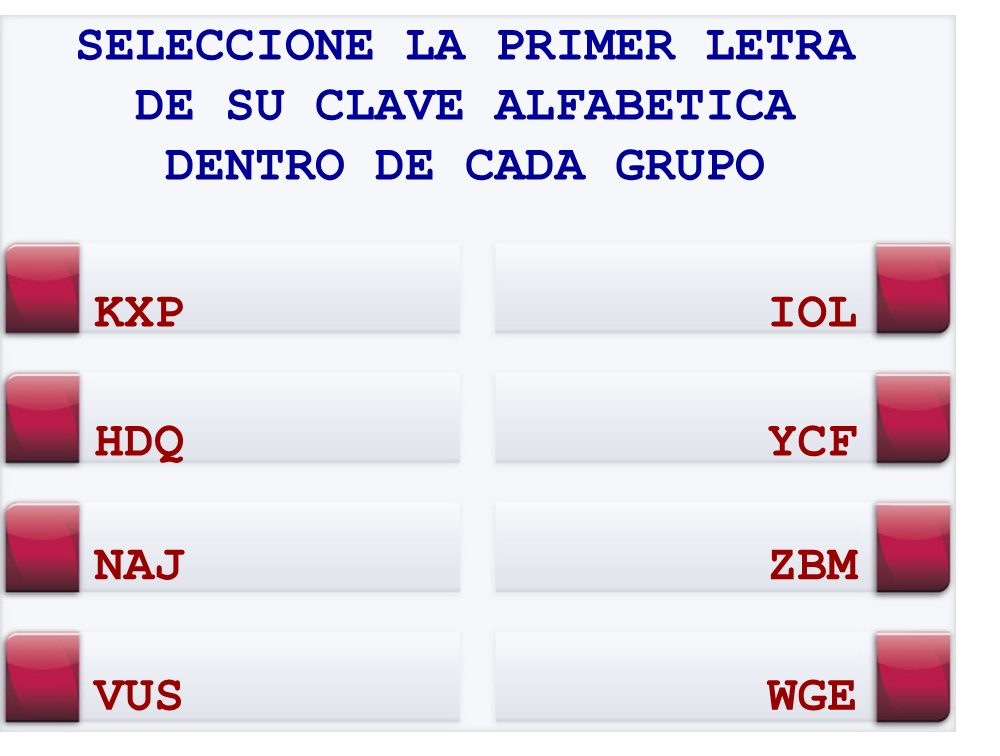 SELECCIONE LA PRIMER LETRA
DE SU CLAVE ALFABETICA
DENTRO DE CADA GRUPO
KXP
IOL
HDQ
YCF
NAJ
ZBM
VUS
WGE